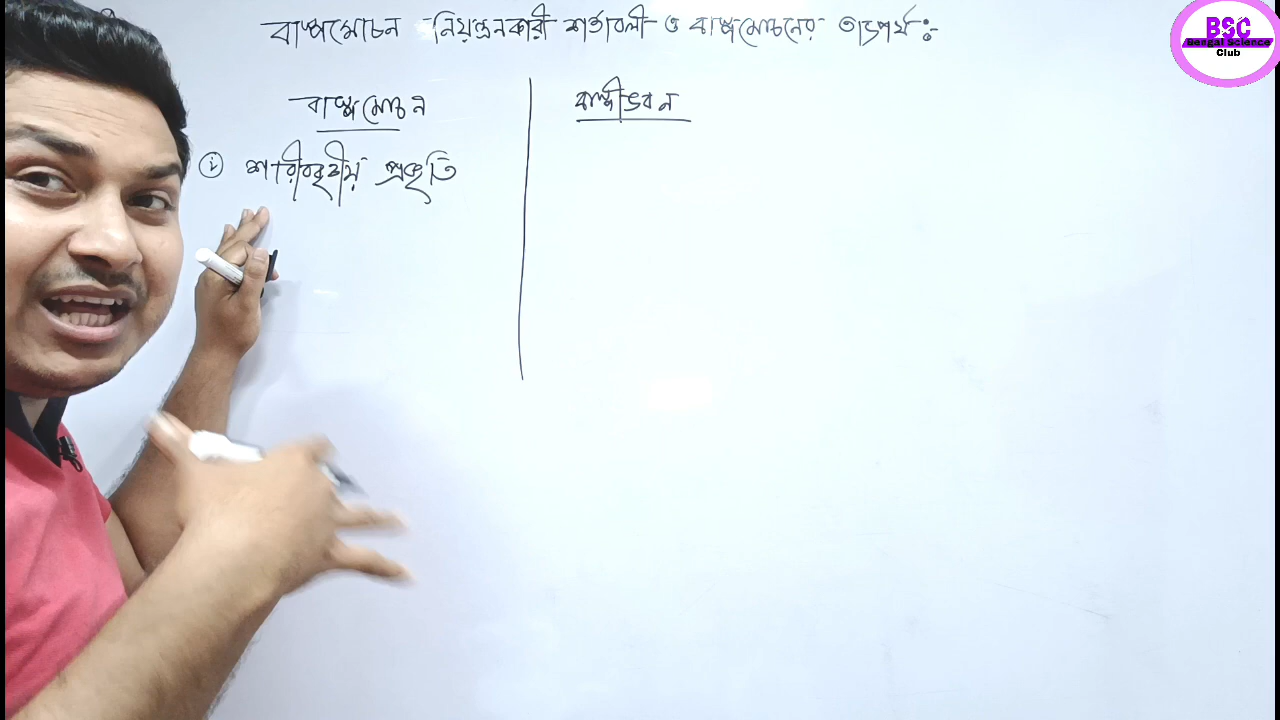 বাষ্পমোচন নিয়ন্ত্রনকারী শর্তাবলী ও বাষ্পমোচনের তাৎপর্য :-
BSC
Bengal Science
Club
বাষ্পমোচন
বাষ্পীভবন
i শারীরবৃত্তীয় প্রকৃতি